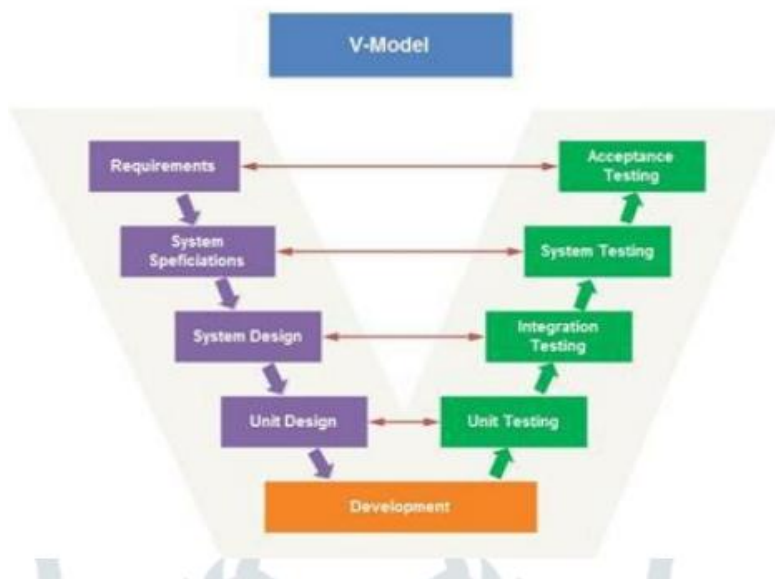 V-Model
Requirements
Acceptance
Testing
System
Speficiations
System Testing
System Design
Integration
Testing
Unit Design
Unit Testing
Development